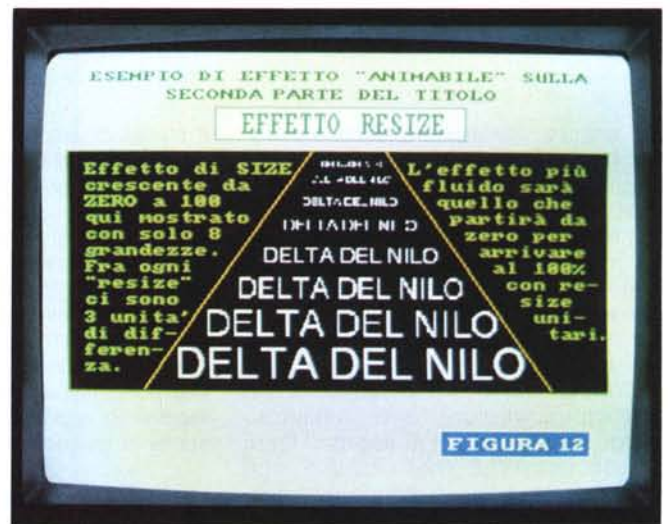 ESEMPIO DI EFFETTO "ANIMABILE" SULLA
SECONDA PARTE DEL TITOLO
EFFETTO RESIZE
Effetto di SIZE
crescente da
ZERO a 100
qui mostrato
con solo 8
grandezze.
Fra ogni
"resize"
ci sono
3 unita'
di dif-
feren-
za.
DELTA DEL NILO
DELTA DEL NILO
DELTA DEL NILO
DELTA DEL NILO
DELTA DEL NILO
DELTA DEL NILO
L'effetto più
fluido sarà
quello che
partirà da
zero per
arrivare
al 100%
con re-
size
uni-
tari.
FIGURA 12